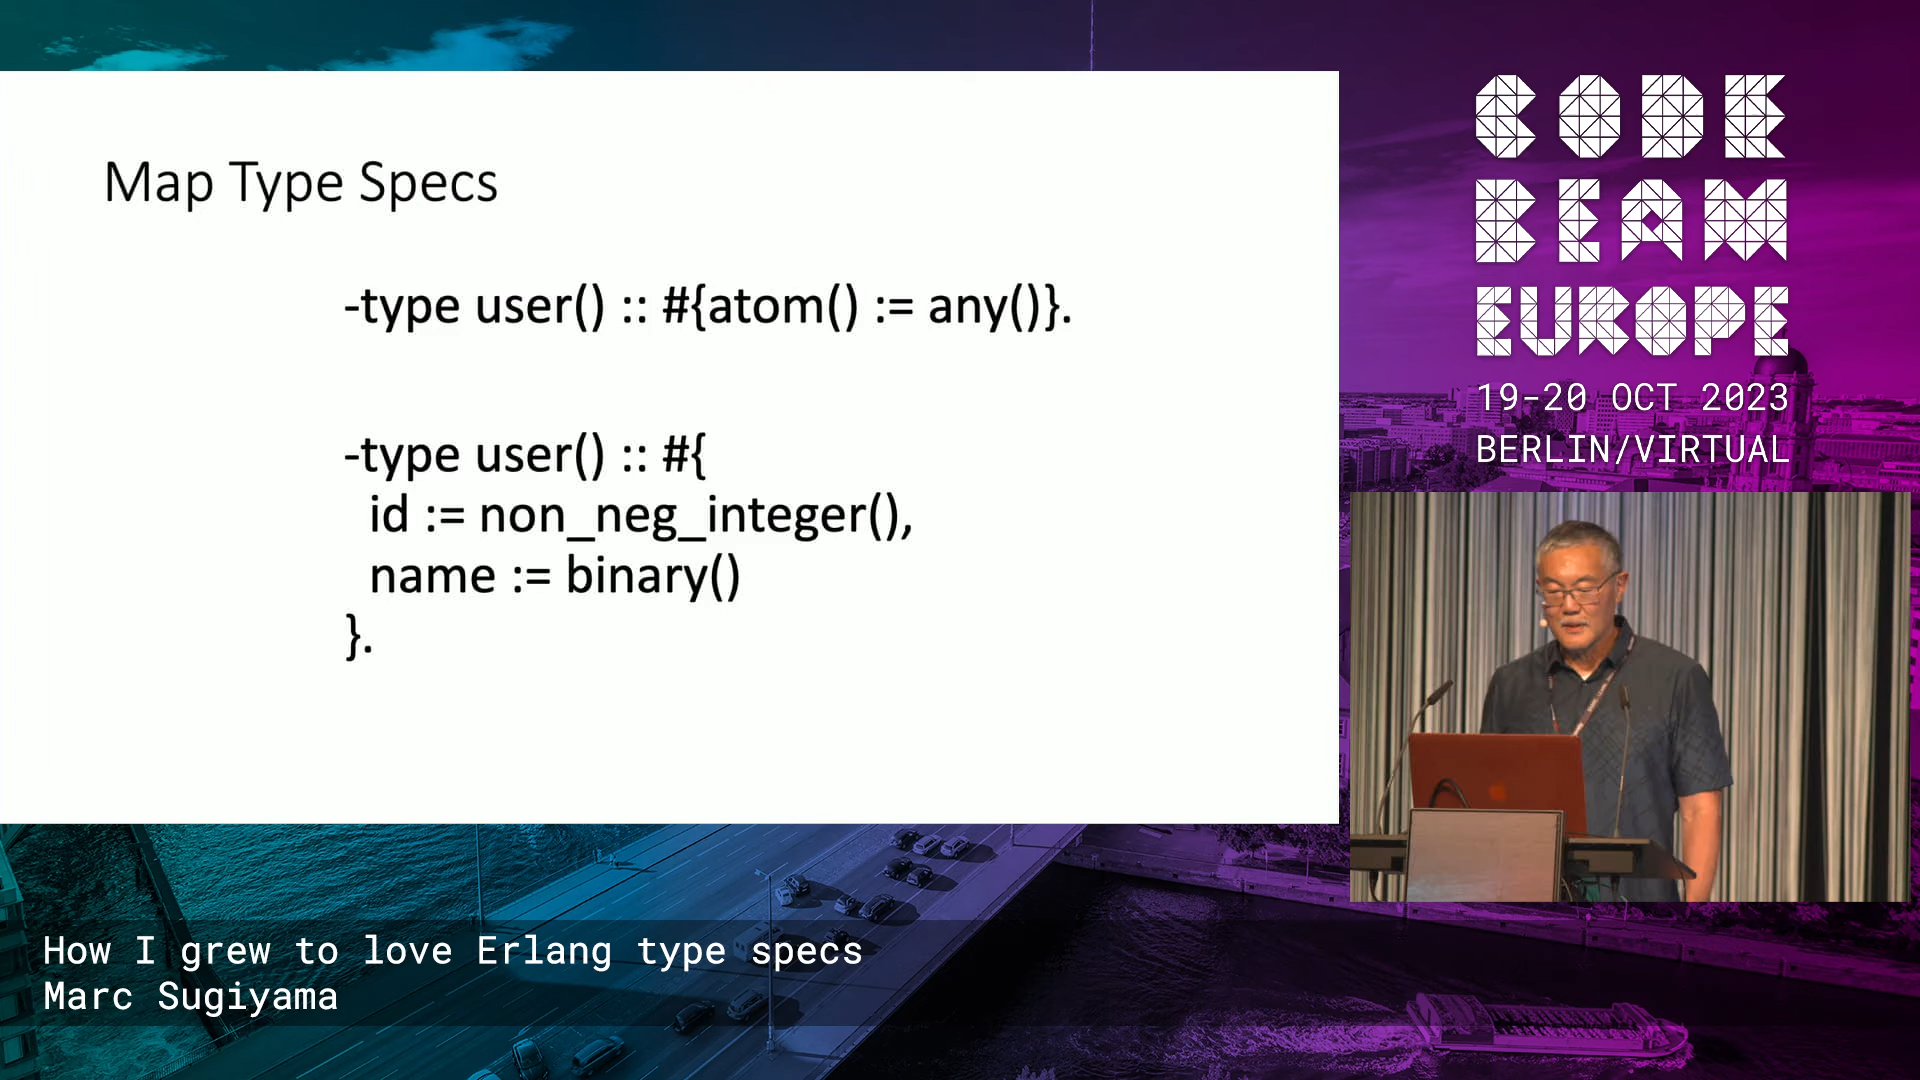 Map Type Specs
-type user() :: #{atom() := any()}.
-type user() :: #{
id := non_neg_integer(),
name := binary()
}.
CODE
BEAM
EUROPE
19-20 OCT 2023
BERLIN/VIRTUAL
How I grew to love Erlang type specs
Marc Sugiyama